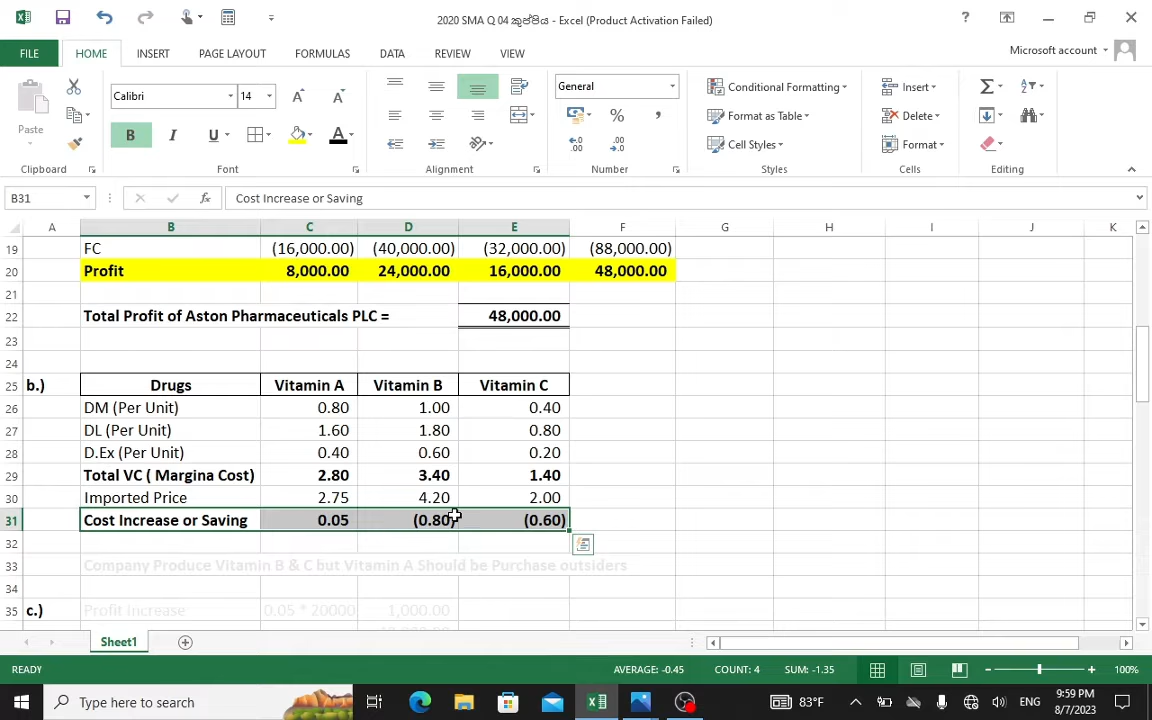 2020 SMA Q 04 කුප්පිය - Excel (Product Activation Failed)
FILE HOME INSERT PAGE LAYOUT FORMULAS DATA REVIEW VIEW Microsoft account
Paste Calibri 14 General Conditional Formatting Insert
B I U A % , Format as Table Delete
Cell Styles Format
Clipboard Font Alignment Number Styles Cells Editing
B31 fx Cost Increase or Saving
A B C D E F G H I J K
19 FC (16,000.00) (40,000.00) (32,000.00) (88,000.00)
20 Profit 8,000.00 24,000.00 16,000.00 48,000.00
21
22 Total Profit of Aston Pharmaceuticals PLC = 48,000.00
23
24
25 b.) Drugs Vitamin A Vitamin B Vitamin C
26 DM (Per Unit) 0.80 1.00 0.40
27 DL (Per Unit) 1.60 1.80 0.80
28 D.Ex (Per Unit) 0.40 0.60 0.20
29 Total VC ( Margina Cost) 2.80 3.40 1.40
30 Imported Price 2.75 4.20 2.00
31 Cost Increase or Saving 0.05 (0.80) (0.60)
32
33 Company Produce Vitamin B & C but Vitamin A Should be Purchase outsiders
34
35 c.) Profit Increase 0.05 * 20000 1,000.00
Sheet1
READY AVERAGE: -0.45 COUNT: 4 SUM: -1.35 100%
Type here to search 83°F ENG 9:59 PM
8/7/2023